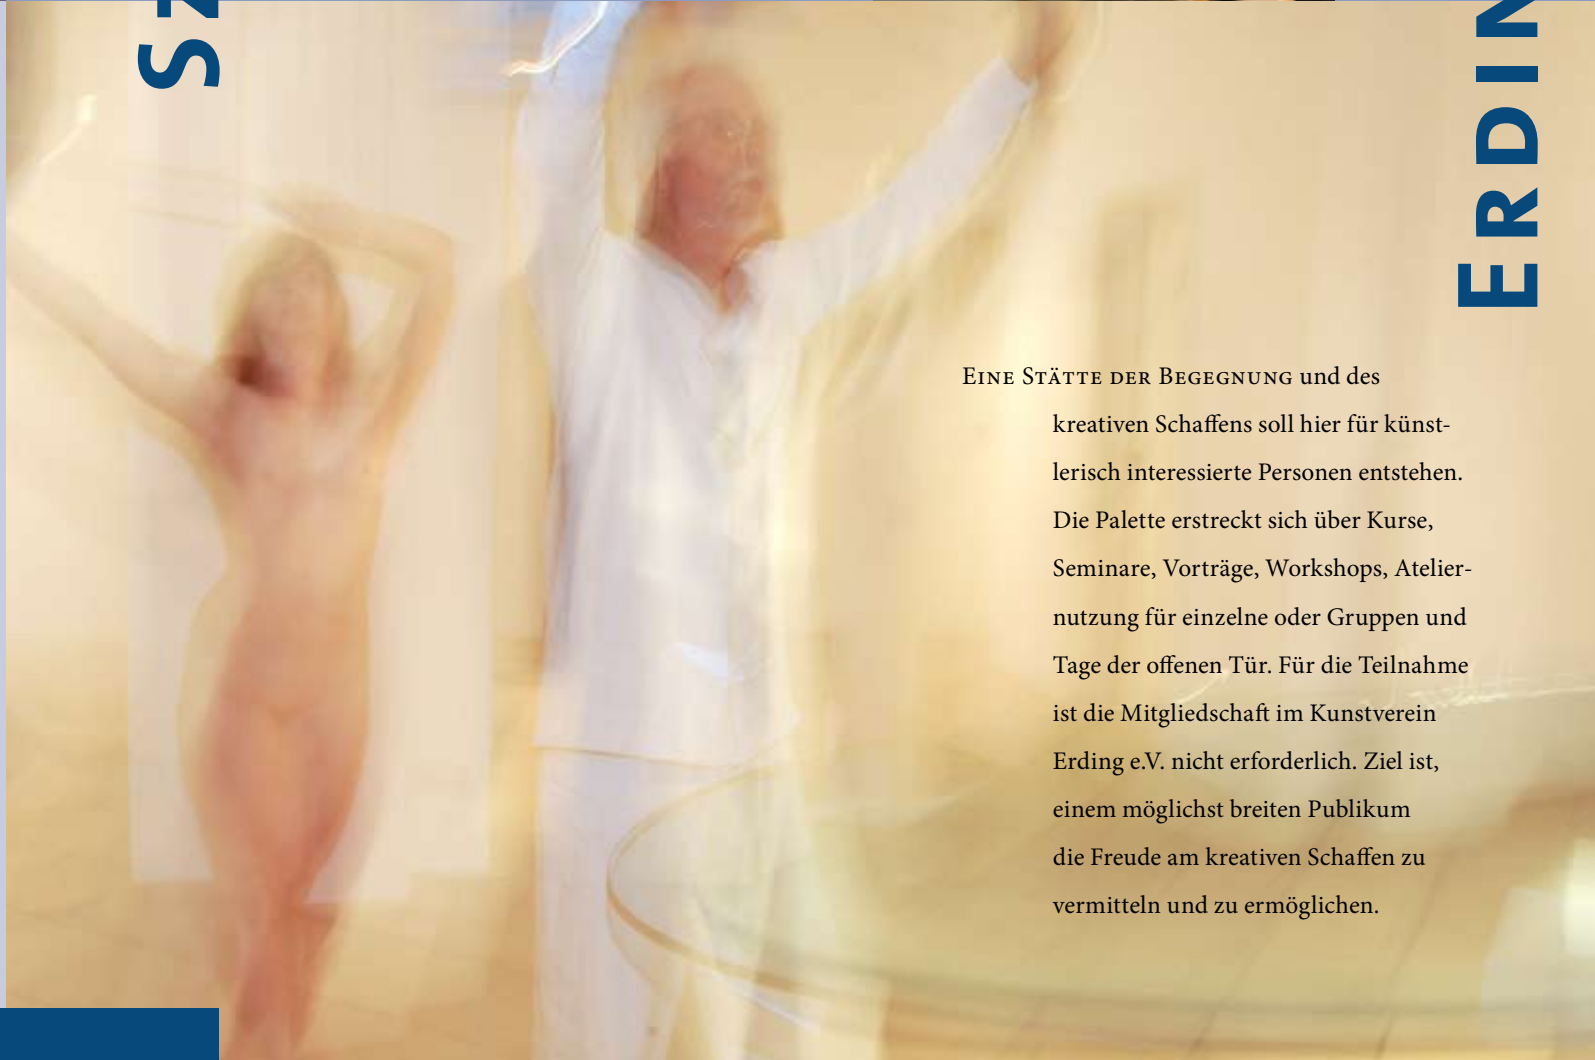 SZ
ERDIN
EINE STÄTTE DER BEGEGNUNG und des
kreativen Schaffens soll hier für künst-
lerisch interessierte Personen entstehen.
Die Palette erstreckt sich über Kurse,
Seminare, Vorträge, Workshops, Atelier-
nutzung für einzelne oder Gruppen und
Tage der offenen Tür. Für die Teilnahme
ist die Mitgliedschaft im Kunstverein
Erding e.V. nicht erforderlich. Ziel ist,
einem möglichst breiten Publikum
die Freude am kreativen Schaffen zu
vermitteln und zu ermöglichen.